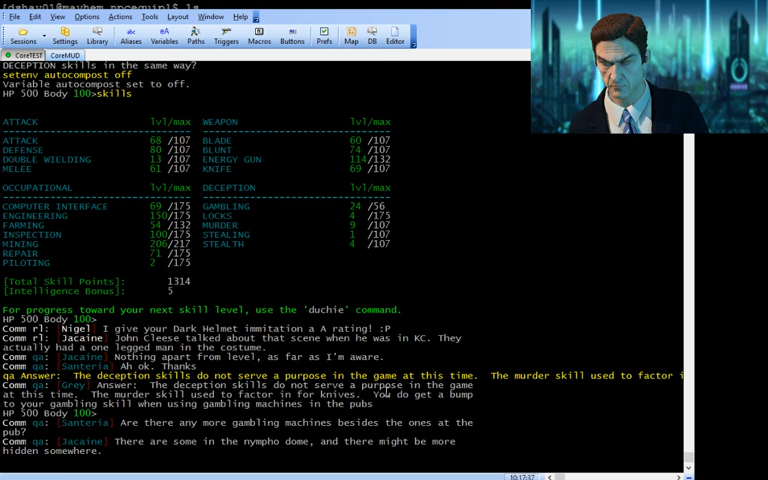 [dshav01@mayhem npcequip]$ ls
File Edit View Options Actions Tools Layout Window Help
Sessions Settings Library Aliases Variables Paths Triggers Macros Buttons Prefs Map DB Editor
CoreTEST CoreMUD
DECEPTION skills in the same way?
setenv autocompost off
Variable autocompost set to off.
HP 500 Body 100>skills
ATTACK lvl/max WEAPON lvl/max
ATTACK 68 /107 BLADE 60 /107
DEFENSE 80 /107 BLUNT 74 /107
DOUBLE WIELDING 13 /107 ENERGY GUN 114/132
MELEE 61 /107 KNIFE 69 /107
OCCUPATIONAL lvl/max DECEPTION lvl/max
COMPUTER INTERFACE 69 /175 GAMBLING 24 /56
ENGINEERING 150/175 LOCKS 4 /175
FARMING 54 /132 MURDER 9 /107
INSPECTION 100/175 STEALING 1 /107
MINING 206/217 STEALTH 4 /107
REPAIR 71 /175
PILOTING 2 /175
[Total Skill Points]: 1314
[Intelligence Bonus]: 5
For progress toward your next skill level, use the 'duchie' command.
HP 500 Body 100>
Comm rl: [Nigel] I give your Dark Helmet immitation a A rating! :P
Comm rl: [Jacaine] John Cleese talked about that scene when he was in KC. They
actually had a one legged man in the costume.
Comm qa: [Jacaine] Nothing apart from level, as far as I'm aware.
Comm qa: [Santeria] Ah ok. Thanks
qa Answer: The deception skills do not serve a purpose in the game at this time. The murder skill used to factor i
Comm qa: [Grey] Answer: The deception skills do not serve a purpose in the game
at this time. The murder skill used to factor in for knives. You do get a bump
to your gambling skill when using gambling machines in the pubs
HP 500 Body 100>
Comm qa: [Santeria] Are there any more gambling machines besides the ones at the
pub?
Comm qa: [Jacaine] There are some in the nympho dome, and there might be more
hidden somewhere.
10:17:37